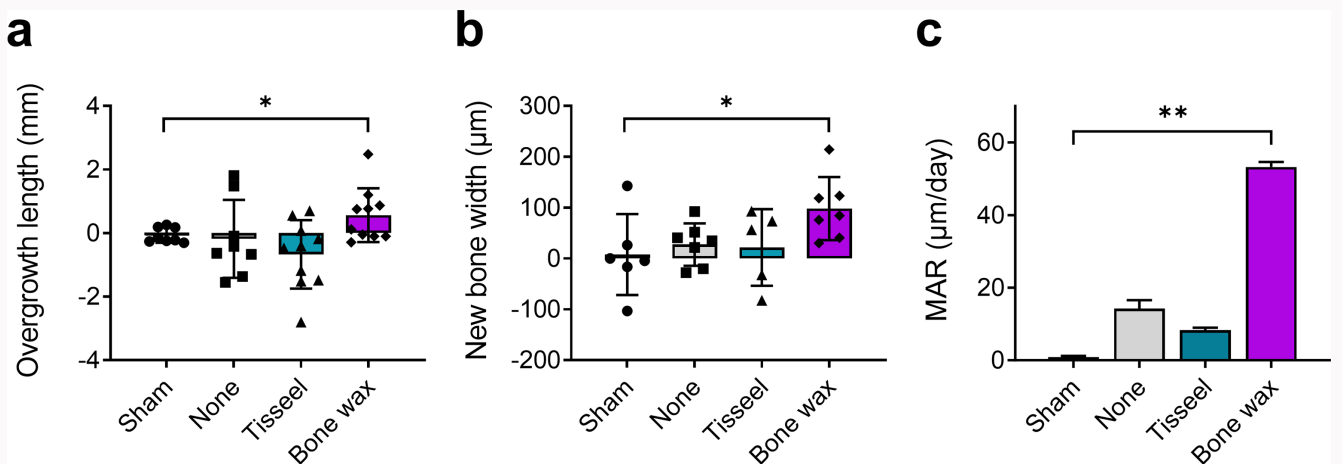 a
Overgrowth length (mm)
4
2
0
-2
-4
*
Sham
None
Tisseel
Bone wax
b
New bone width (µm)
300
200
100
0
-100
-200
*
Sham
None
Tisseel
Bone wax
c
MAR (µm/day)
60
40
20
0
**
Sham
None
Tisseel
Bone wax